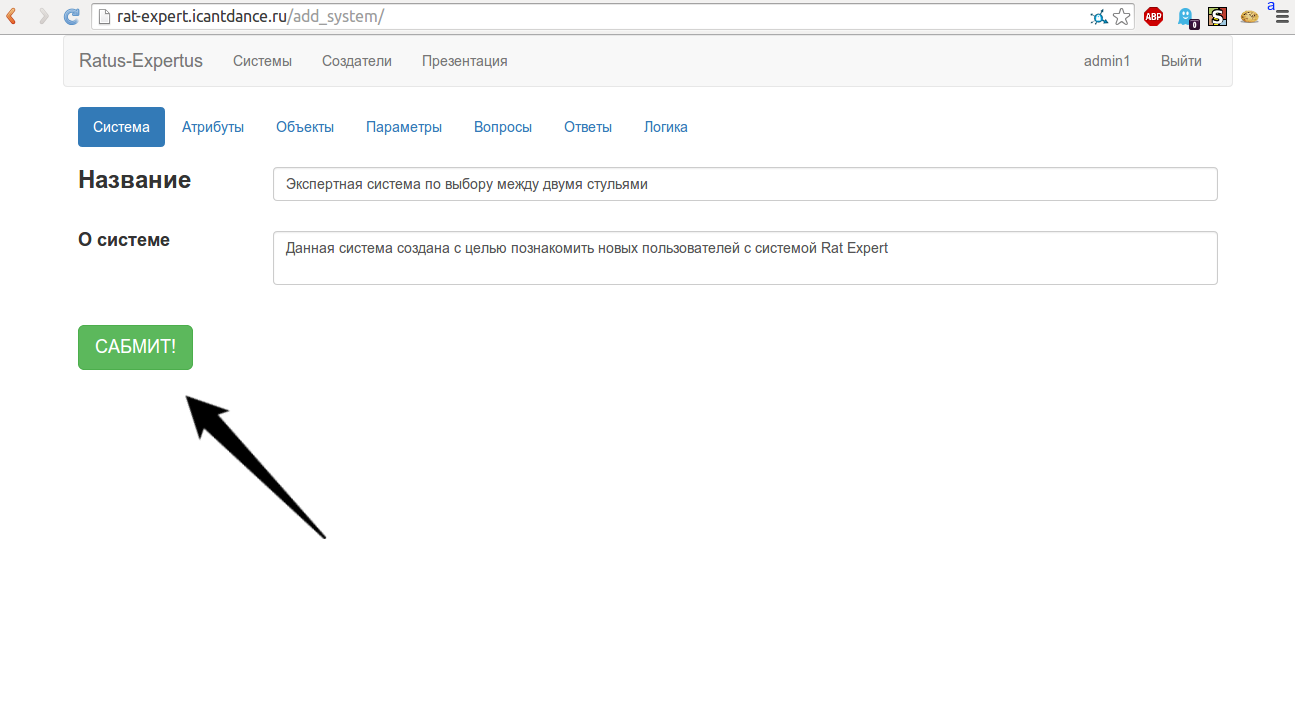 rat-expert.icantdance.ru/add_system/
ABP
0
S
a
Ratus-Expertus Системы Создатели Презентация admin1 Выйти
Система Атрибуты Объекты Параметры Вопросы Ответы Логика
Название Экспертная система по выбору между двумя стульями
О системе Данная система создана с целью познакомить новых пользователей с системой Rat Expert
САБМИТ!